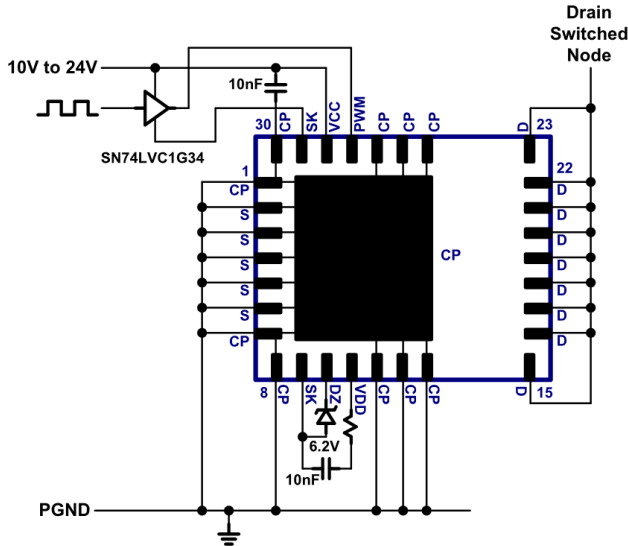 Drain
Switched
Node
10V to 24V
10nF
SN74LVC1G34
30
CP
SK
VCC
PWM
CP
CP
CP
D
23
1
CP
S
S
S
S
S
CP
22
D
D
D
D
D
D
D
CP
8
CP
SK
DZ
VDD
CP
CP
CP
D
15
6.2V
10nF
PGND